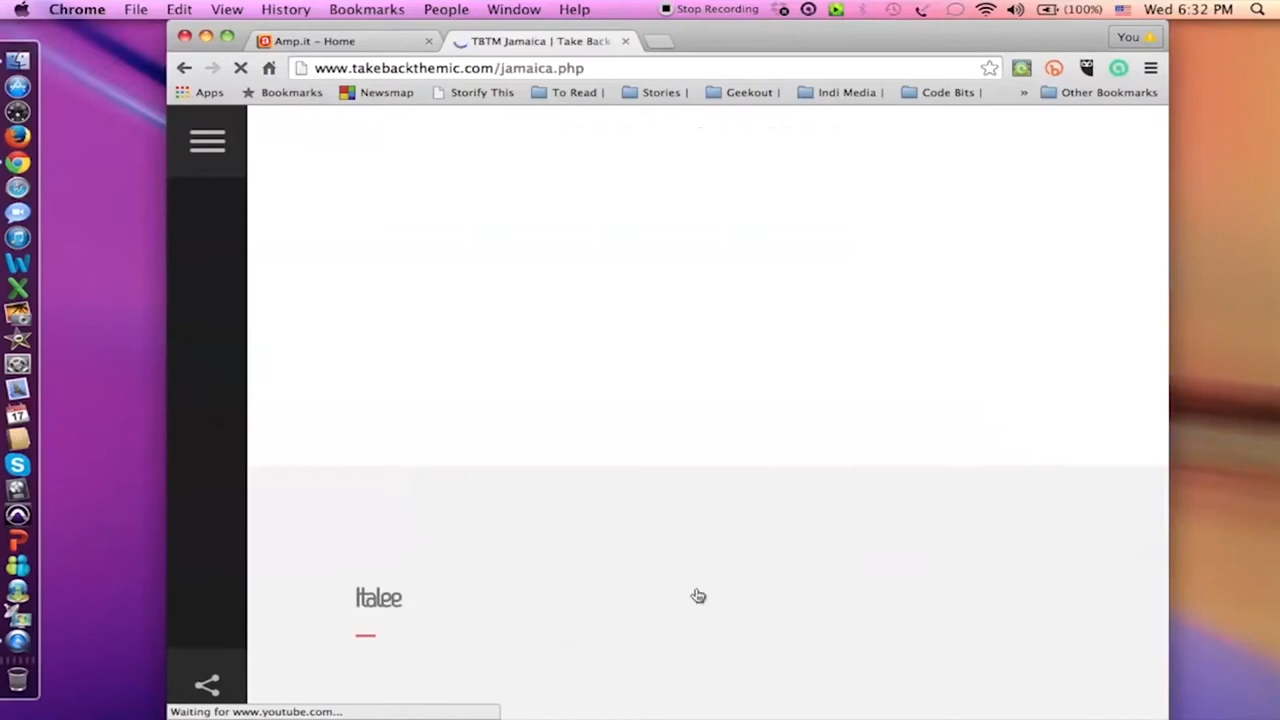 Chrome File Edit View History Bookmarks People Window Help Stop Recording (100%) Wed 6:32 PM
Amp.it – Home TBTM Jamaica | Take Back You
www.takebackthemic.com/jamaica.php
Apps Bookmarks Newsmap Storify This To Read | Stories | Geekout | Indi Media | Code Bits | » Other Bookmarks
17
Italee
Waiting for www.youtube.com...